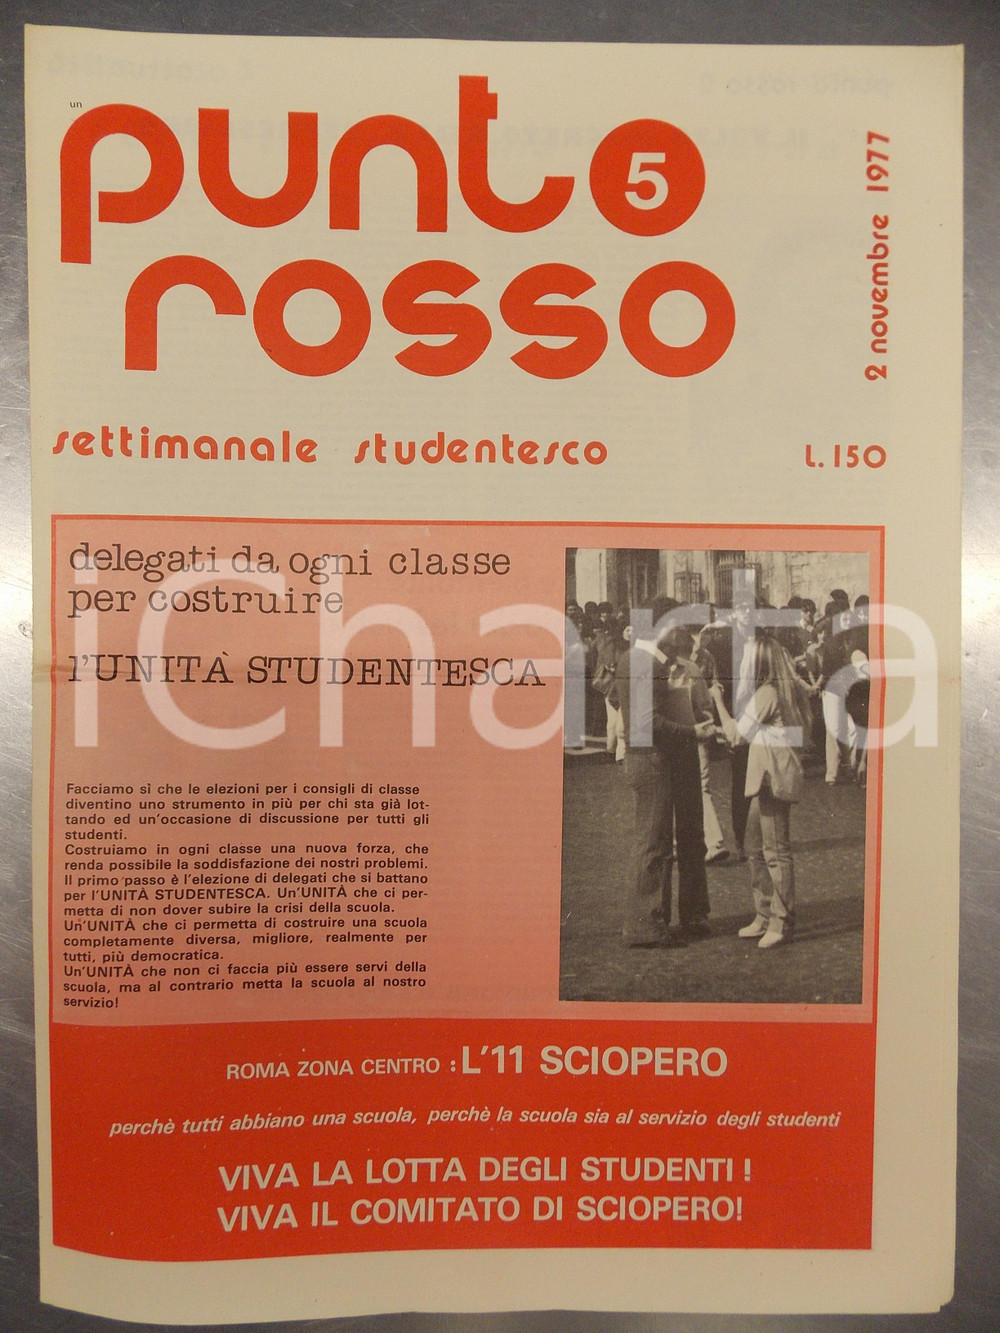 un
punto 5
rosso
2 novembre 1977
settimanale studentesco
L. 150
delegati da ogni classe
per costruire
l'UNITÀ STUDENTESCA
iCharta
Facciamo sì che le elezioni per i consigli di classe
diventino uno strumento in più per chi sta già lot-
tando ed un'occasione di discussione per tutti gli
studenti.
Costruiamo in ogni classe una nuova forza, che
renda possibile la soddisfazione dei nostri problemi.
Il primo passo è l'elezione di delegati che si battano
per l'UNITÀ STUDENTESCA. Un'UNITÀ che ci per-
metta di non dover subire la crisi della scuola.
Un'UNITÀ che ci permetta di costruire una scuola
completamente diversa, migliore, realmente per
tutti, più democratica.
Un'UNITÀ che non ci faccia più essere servi della
scuola, ma al contrario metta la scuola al nostro
servizio!
ROMA ZONA CENTRO : L'11 SCIOPERO
perchè tutti abbiano una scuola, perchè la scuola sia al servizio degli studenti
VIVA LA LOTTA DEGLI STUDENTI !
VIVA IL COMITATO DI SCIOPERO!